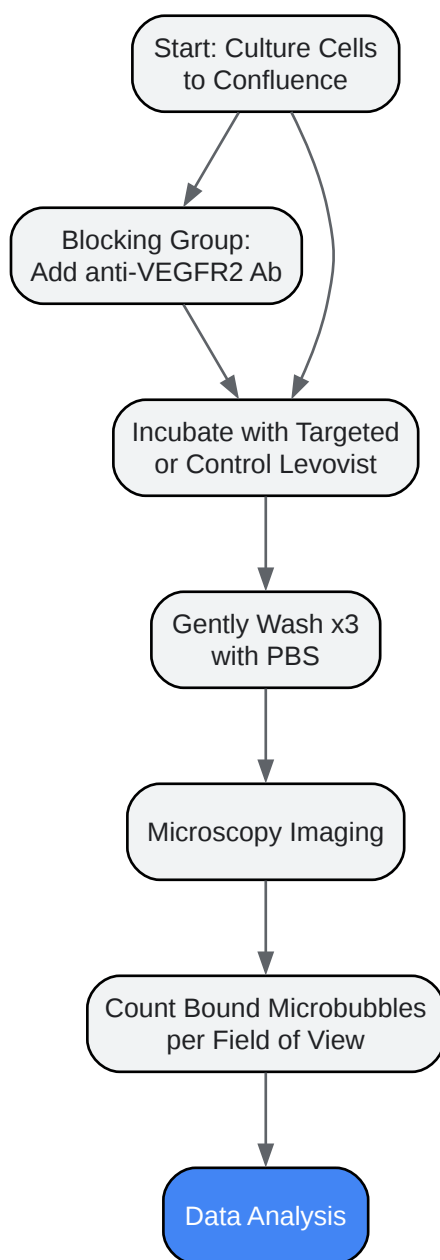 Start: Culture Cells
to Confluence
Blocking Group:
Add anti-VEGFR2 Ab
Incubate with Targeted
or Control Levovist
Gently Wash x3
with PBS
Microscopy Imaging
Count Bound Microbubbles
per Field of View
Data Analysis